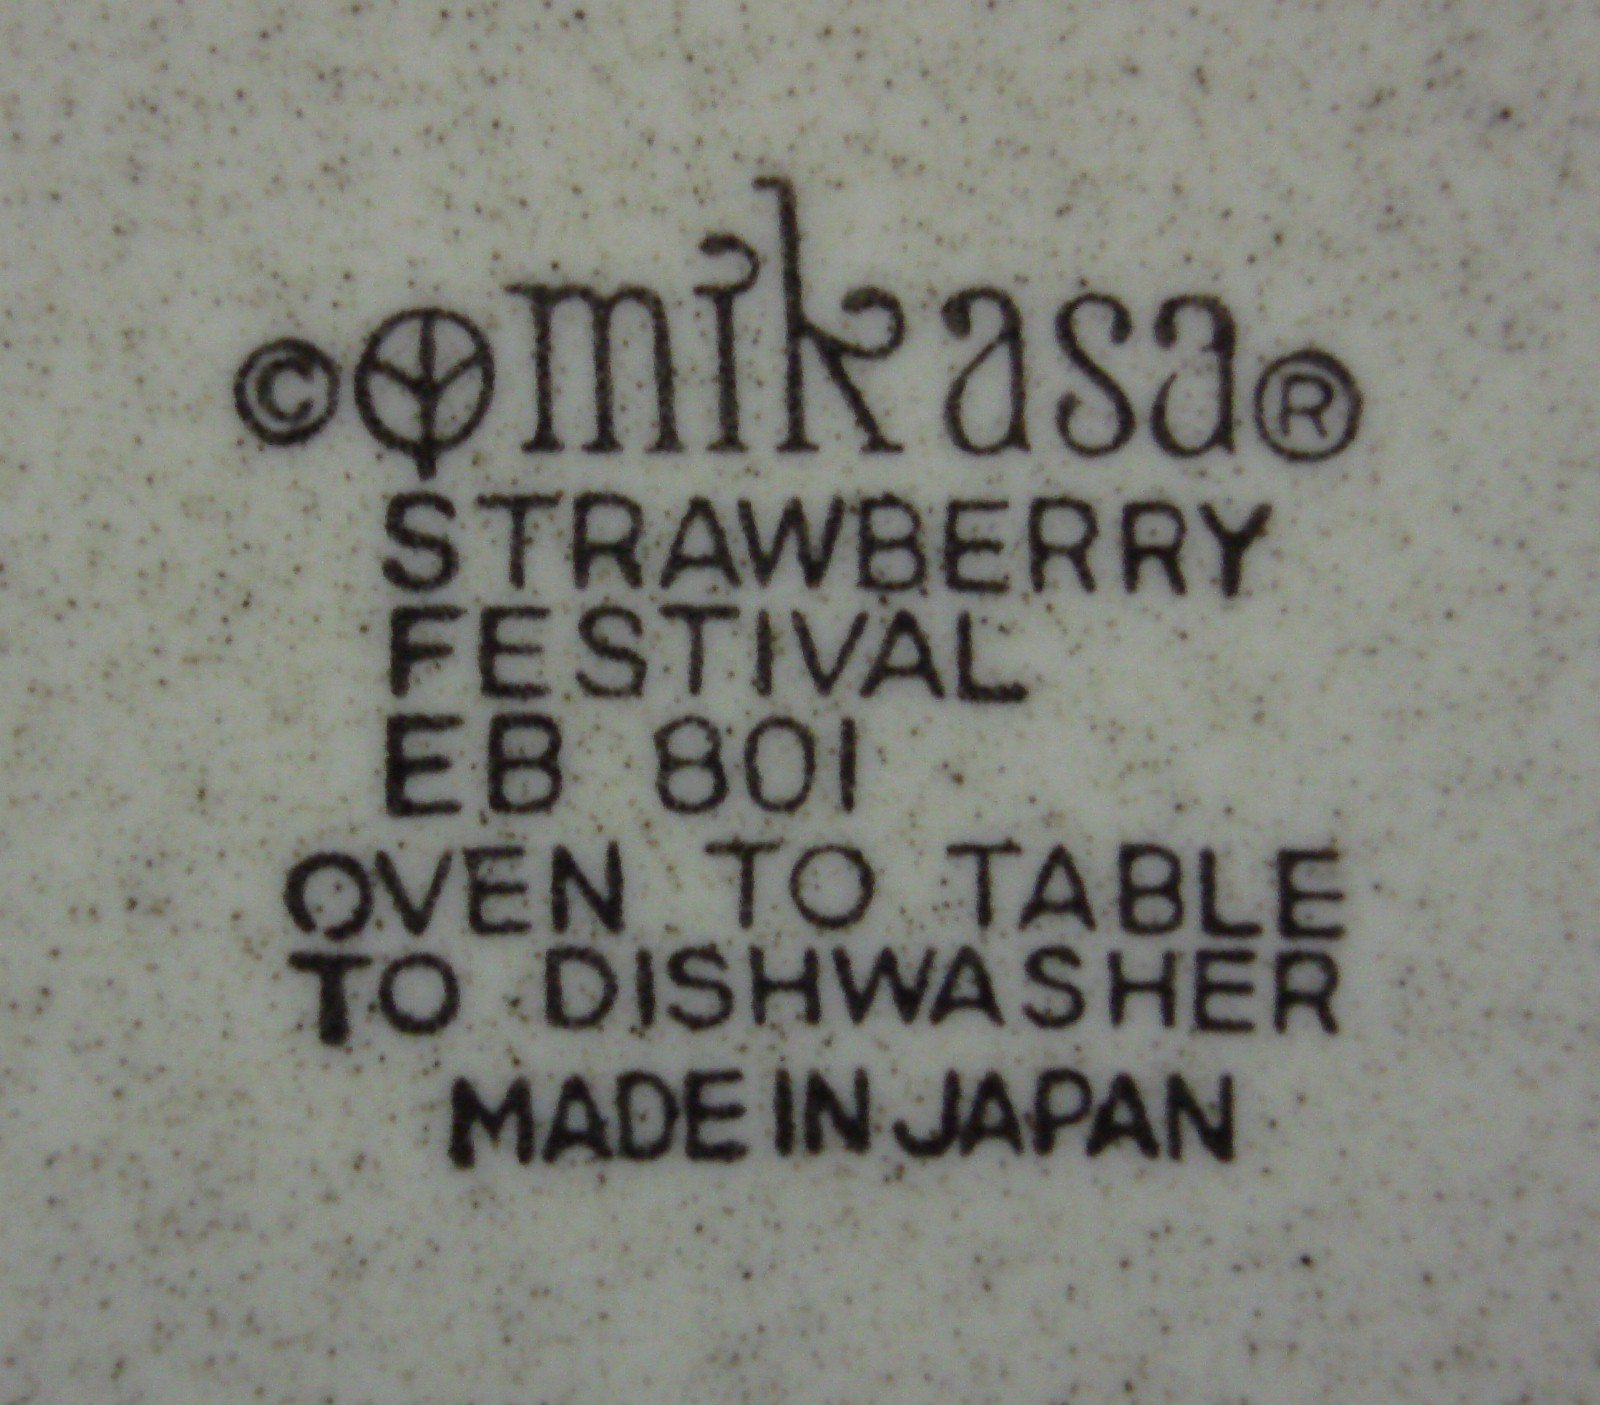 © mikasa ®
STRAWBERRY
FESTIVAL
EB 801
OVEN TO TABLE
TO DISHWASHER
MADE IN JAPAN